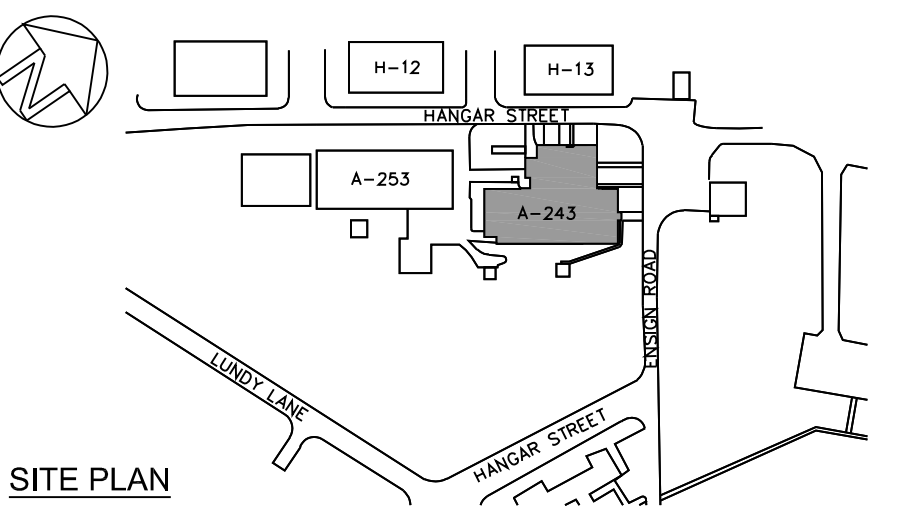 N
H-12
H-13
HANGAR STREET
A-253
A-243
ENSIGN ROAD
LUNDY LANE
HANGAR STREET
SITE PLAN